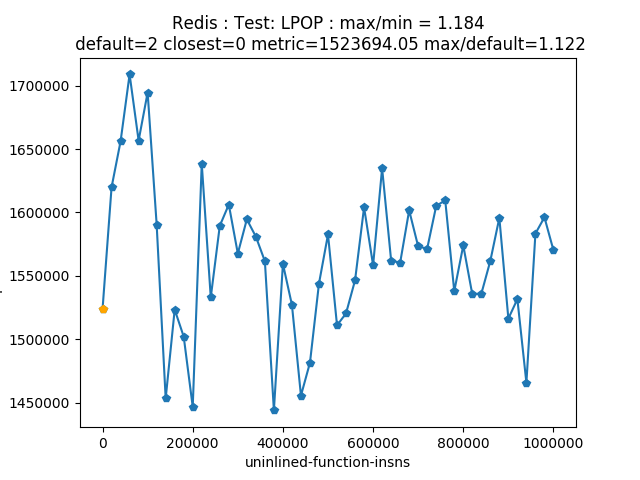 Redis : Test: LPOP : max/min = 1.184
default=2 closest=0 metric=1523694.05 max/default=1.122
1700000
1650000
1600000
1550000
1500000
1450000
0 200000 400000 600000 800000 1000000
uninlined-function-insns